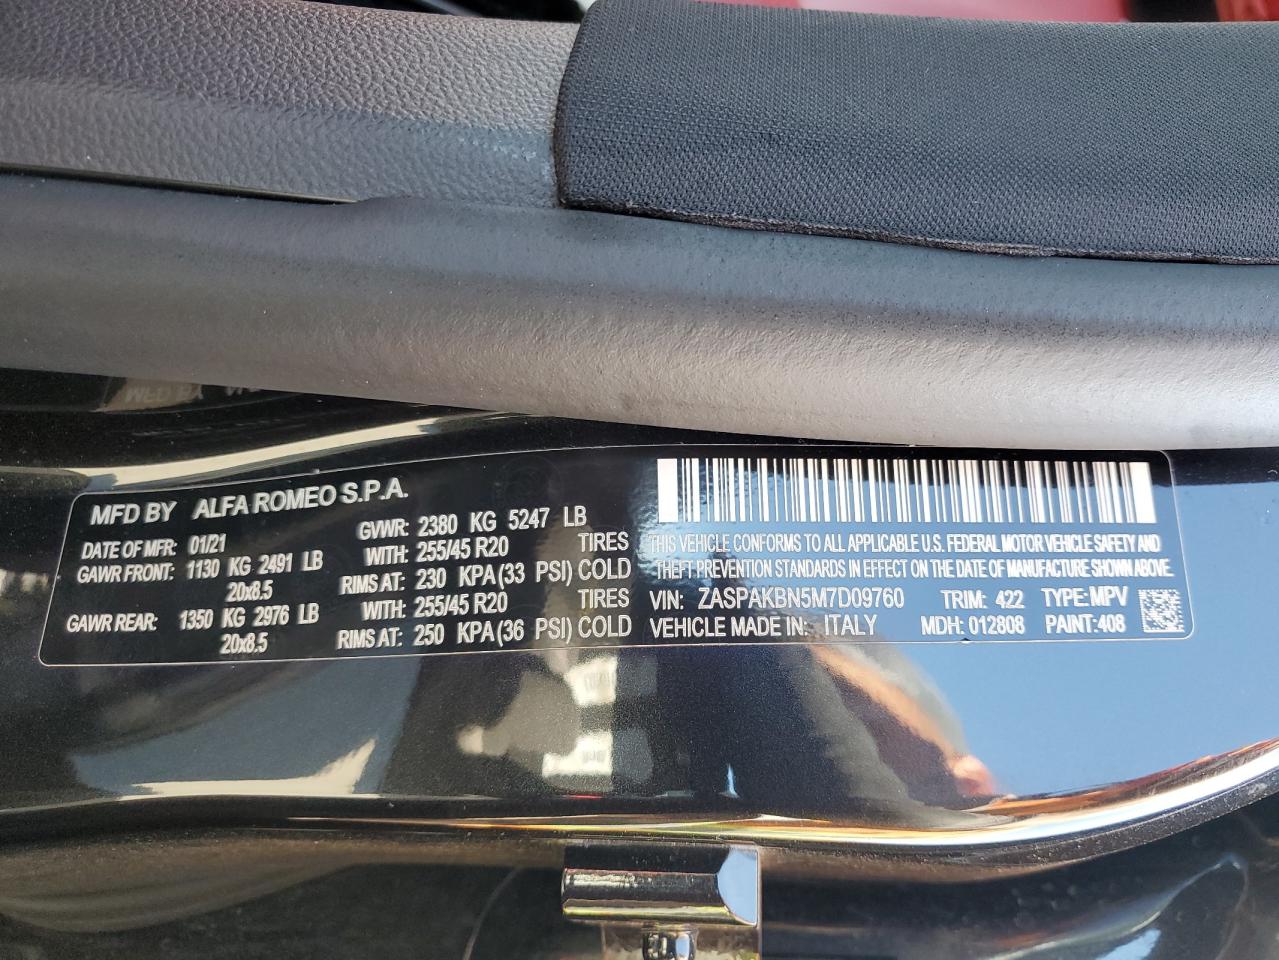 MFD BY ALFA ROMEO S.P.A.
DATE OF MFR: 01/21 GVWR: 2380 KG 5247 LB
GAWR FRONT: 1130 KG 2491 LB WITH: 255/45 R20 TIRES
20x8.5 RIMS AT: 230 KPA (33 PSI) COLD
GAWR REAR: 1350 KG 2976 LB WITH: 255/45 R20 TIRES
20x8.5 RIMS AT: 250 KPA (36 PSI) COLD
THIS VEHICLE CONFORMS TO ALL APPLICABLE U.S. FEDERAL MOTOR VEHICLE SAFETY AND
THEFT PREVENTION STANDARDS IN EFFECT ON THE DATE OF MANUFACTURE SHOWN ABOVE.
VIN: ZASPAKBN5M7D09760 TRIM: 422 TYPE: MPV
VEHICLE MADE IN: ITALY MDH: 012808 PAINT: 408